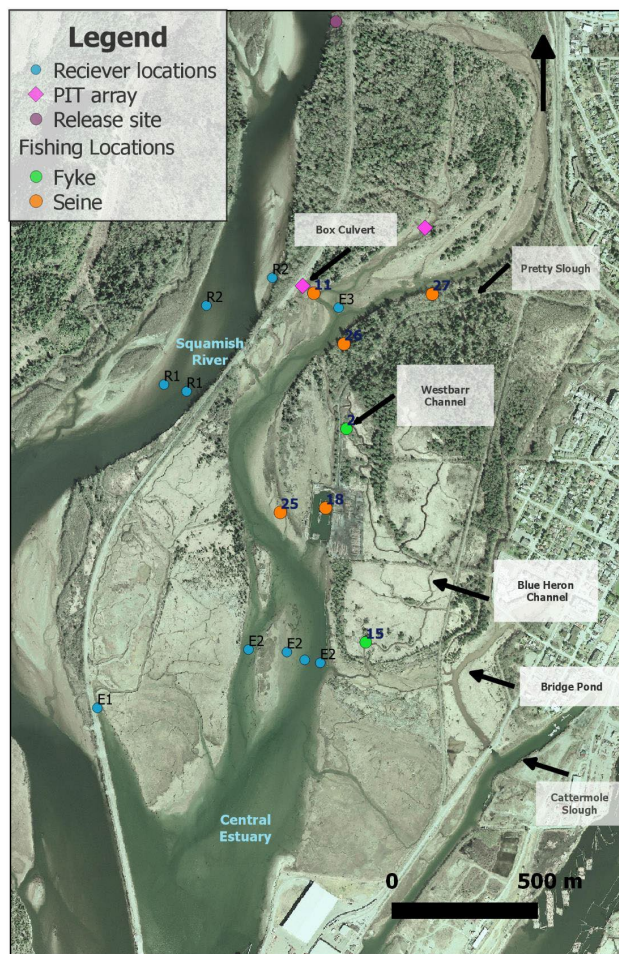 Legend
Reciever locations
PIT array
Release site
Fishing Locations
Fyke
Seine
Box Culvert
R2
11
27
Pretty Slough
R2
E3
Squamish
River
26
R1
R1
Westbarr
Channel
2
25
18
Blue Heron
Channel
15
E2
E2
E2
Bridge Pond
E1
Cattermole
Slough
Central
Estuary
0
500 m